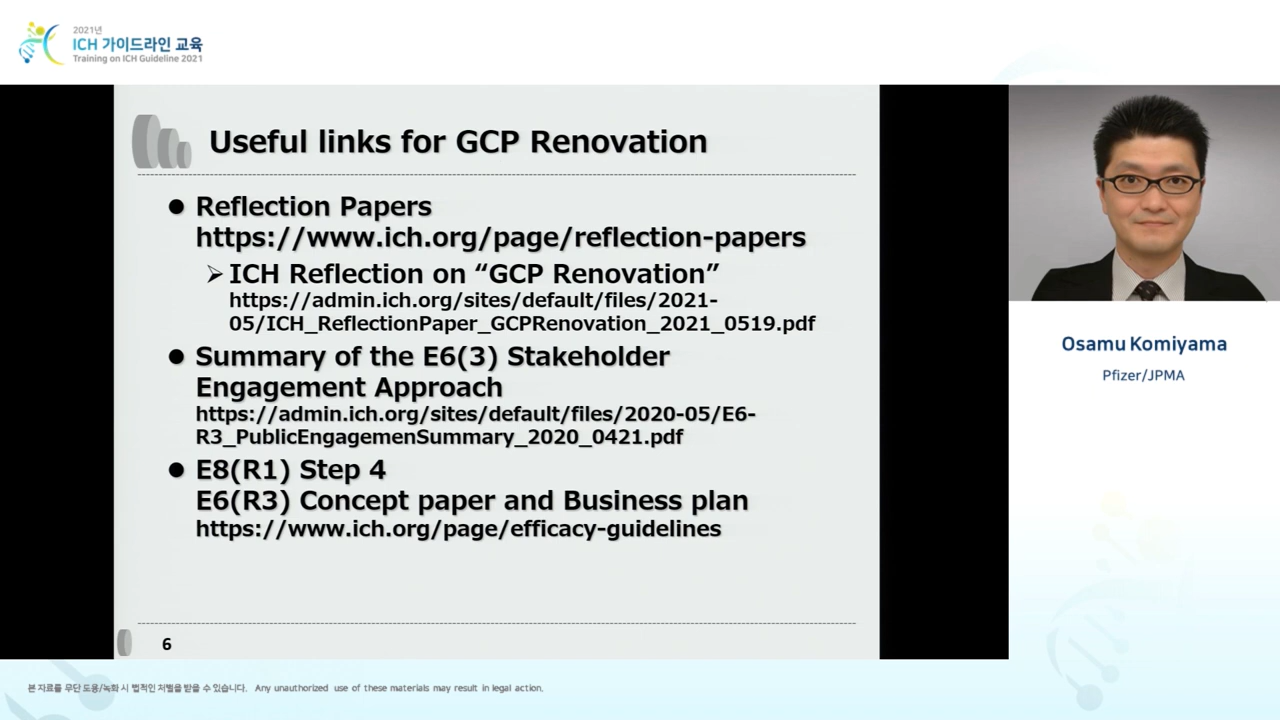 2021년
ICH 가이드라인 교육
Training on ICH Guideline 2021
Useful links for GCP Renovation
● Reflection Papers
https://www.ich.org/page/reflection-papers
➢ ICH Reflection on “GCP Renovation”
https://admin.ich.org/sites/default/files/2021-
05/ICH_ReflectionPaper_GCPRenovation_2021_0519.pdf
● Summary of the E6(3) Stakeholder
Engagement Approach
https://admin.ich.org/sites/default/files/2020-05/E6-
R3_PublicEngagemenSummary_2020_0421.pdf
● E8(R1) Step 4
E6(R3) Concept paper and Business plan
https://www.ich.org/page/efficacy-guidelines
6
Osamu Komiyama
Pfizer/JPMA
본 자료를 무단 도용/녹화 시 법적인 처벌을 받을 수 있습니다. Any unauthorized use of these materials may result in legal action.